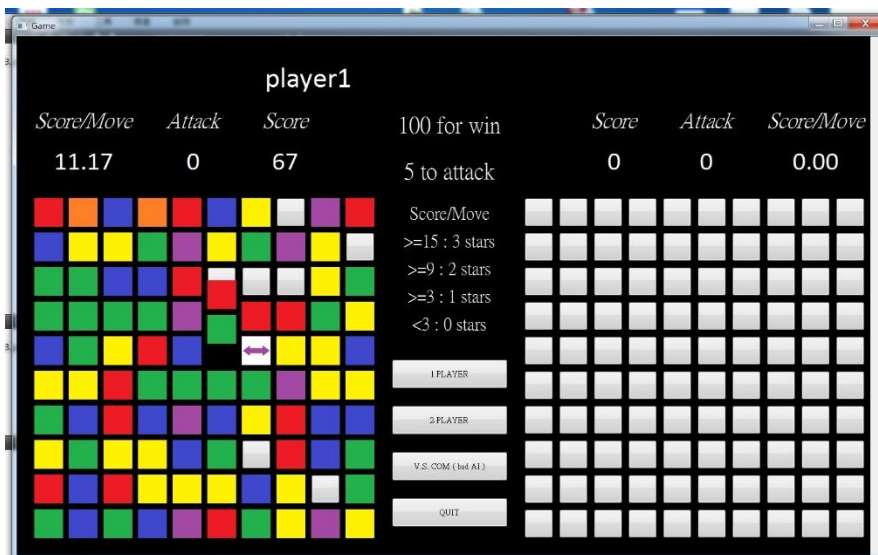 Game
player1
Score/Move Attack Score
11.17 0 67
100 for win
5 to attack
Score/Move
>=15 : 3 stars
>=9 : 2 stars
>=3 : 1 stars
<3 : 0 stars
1 PLAYER
2 PLAYER
V.S. COM ( bad AI )
QUIT
Score Attack Score/Move
0 0 0.00